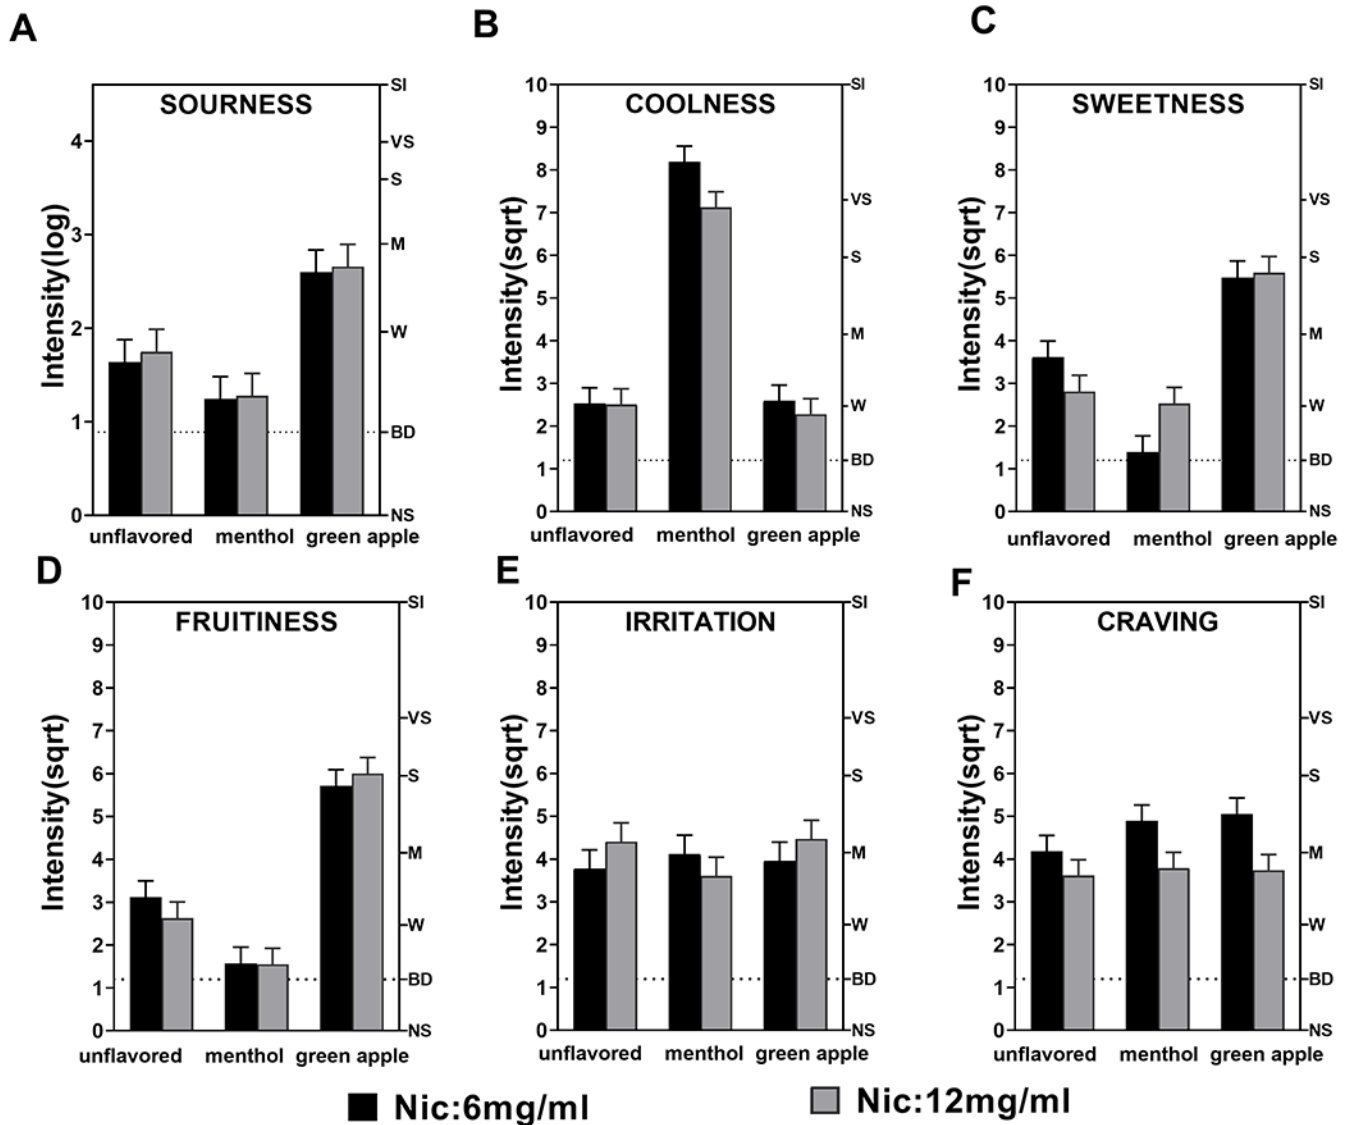 A
B
C
SOURNESS
COOLNESS
SWEETNESS
Intensity(log)
4
3
2
1
0
SI
VS
S
M
W
BD
NS
unflavored menthol green apple
Intensity(sqrt)
10
9
8
7
6
5
4
3
2
1
0
SI
VS
S
M
W
BD
NS
unflavored menthol green apple
Intensity(sqrt)
10
9
8
7
6
5
4
3
2
1
0
SI
VS
S
M
W
BD
NS
unflavored menthol green apple
D
E
F
FRUITINESS
IRRITATION
CRAVING
Intensity(sqrt)
10
9
8
7
6
5
4
3
2
1
0
SI
VS
S
M
W
BD
NS
unflavored menthol green apple
Intensity(sqrt)
10
9
8
7
6
5
4
3
2
1
0
SI
VS
S
M
W
BD
NS
unflavored menthol green apple
Intensity(sqrt)
10
9
8
7
6
5
4
3
2
1
0
SI
VS
S
M
W
BD
NS
unflavored menthol green apple
Nic:6mg/ml
Nic:12mg/ml